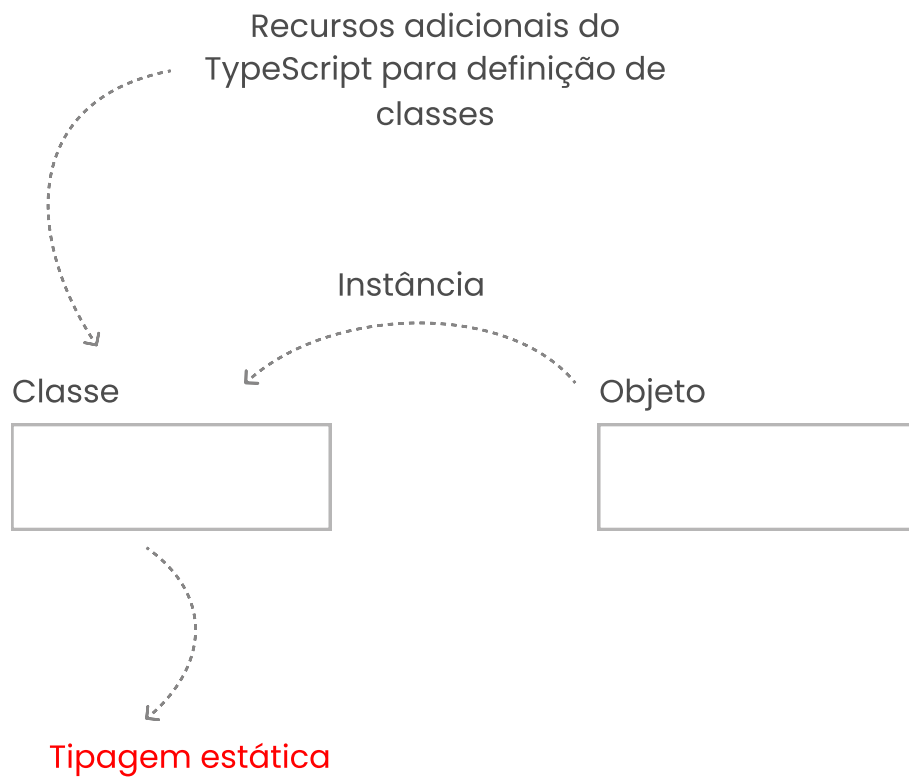 Recursos adicionais do
TypeScript para definição de
classes
Instância
Classe
Objeto
Tipagem estática